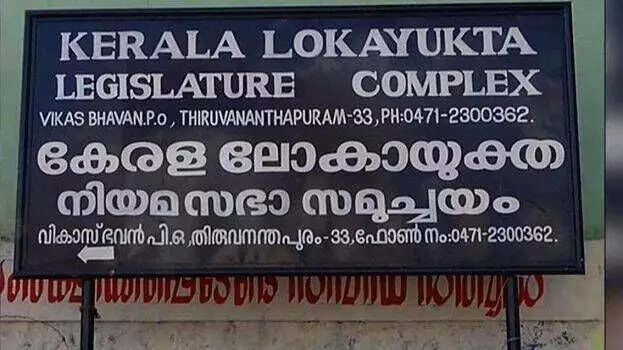 KERALA LOKAYUKTA
LEGISLATURE COMPLEX
VIKAS BHAVAN.P.o , THIRUVANANTHAPURAM-33, PH:0471-2300362.
കേരള ലോകായുക്ത
നിയമസഭാ സമുച്ചയം
വികാസ് ഭവൻ പി.ഒ ,തിരുവനന്തപുരം-33,ഫോൺ നം:0471-2300362.